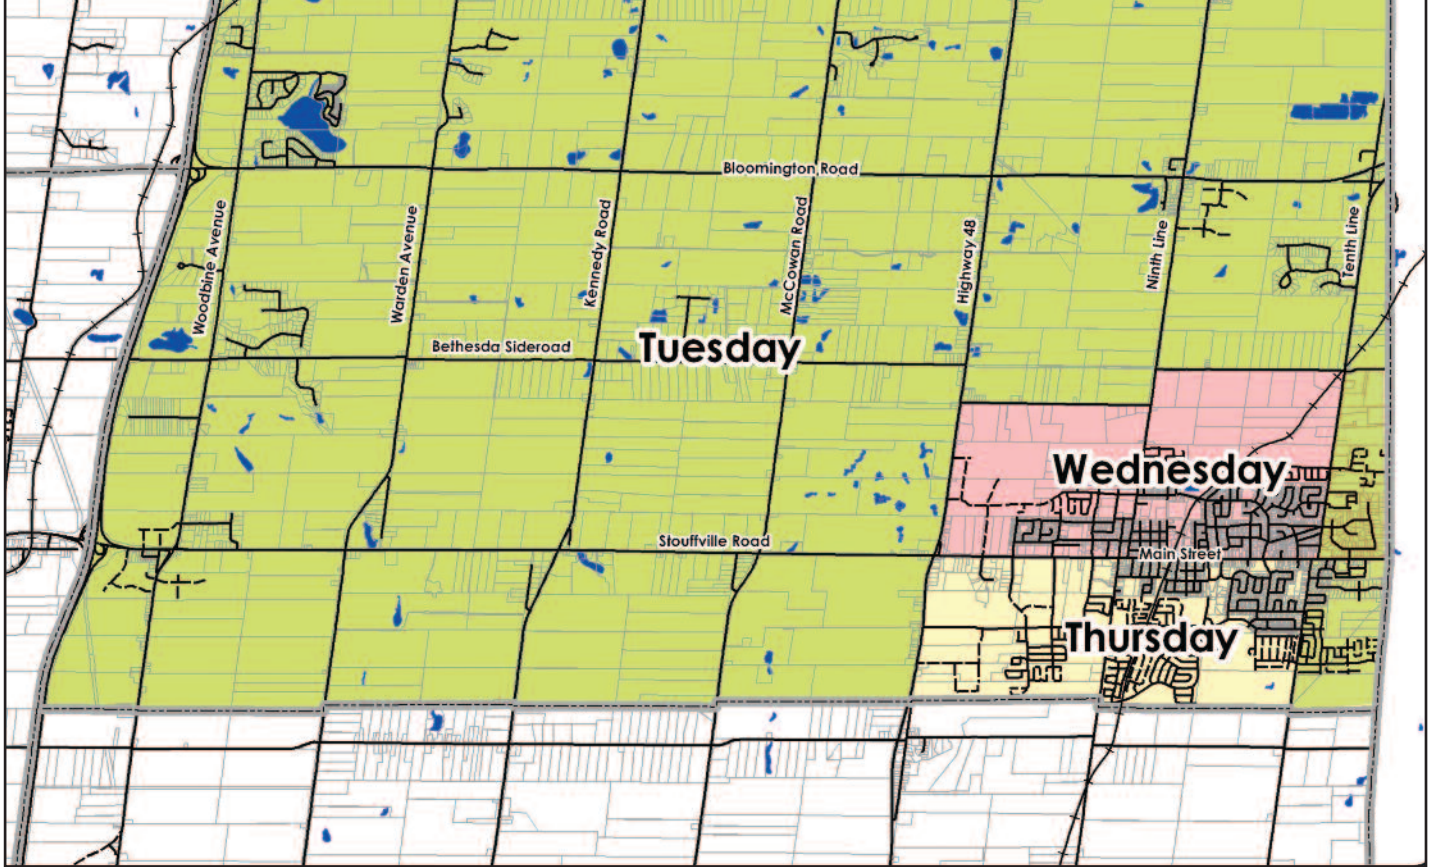 Bloomington Road
Woodbine Avenue
Warden Avenue
Kennedy Road
McCowan Road
Highway 48
Ninth Line
Tenth Line
Bethesda Sideroad
Tuesday
Wednesday
Stouffville Road
Main Street
Thursday